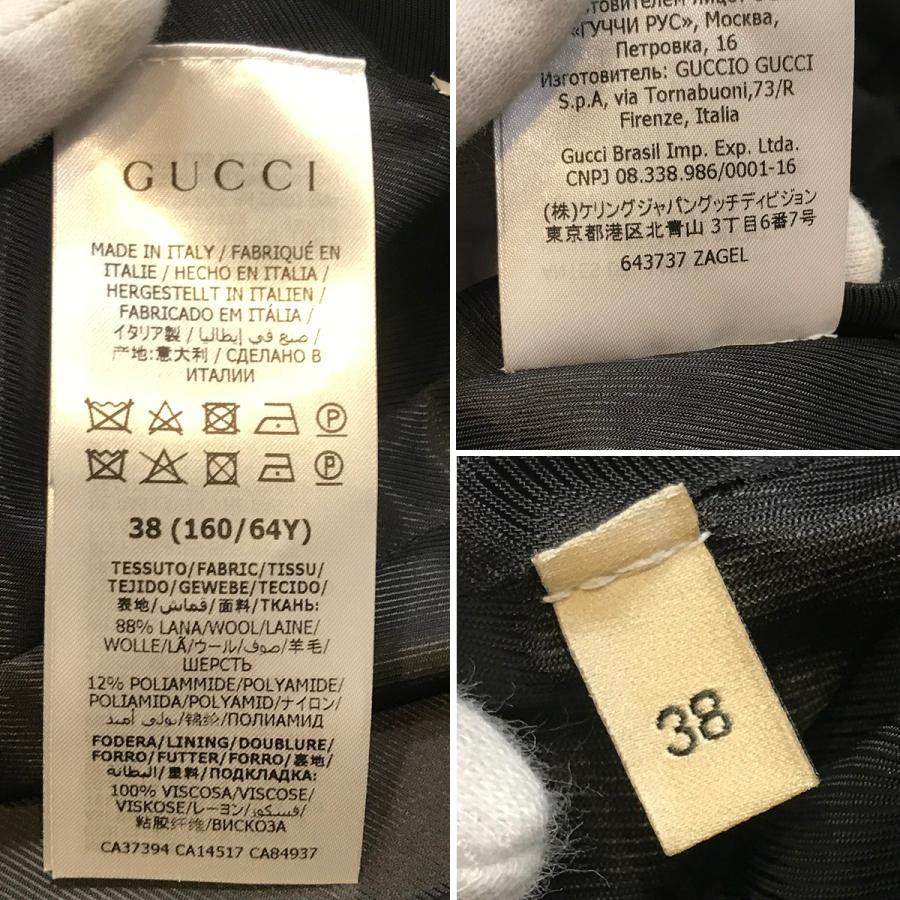 GUCCI
MADE IN ITALY / FABRIQUÉ EN
ITALIE / HECHO EN ITALIA /
HERGESTELLT IN ITALIEN /
FABRICADO EM ITÁLIA /
イタリア製 / صنع في إيطاليا /
产地:意大利 / СДЕЛАНО В
ИТАЛИИ
P
P
38 (160/64Y)
TESSUTO/FABRIC/TISSU/
TEJIDO/GEWEBE/TECIDO/
表地/قماش/面料/ТКАНЬ:
88% LANA/WOOL/LAINE/
WOLLE/LÃ/ウール/صوف/羊毛/
ШЕРСТЬ
12% POLIAMMIDE/POLYAMIDE/
POLIAMIDA/POLYAMID/ナイロン/
بولي أميد/锦纶/ПОЛИАМИД
FODERA/LINING/DOUBLURE/
FORRO/FUTTER/FORRO/裏地/
البطانة/里料/ПОДКЛАДКА:
100% VISCOSA/VISCOSE/
VISKOSE/レーヨン/فسكوز/
粘胶纤维/ВИСКОЗА
CA37394 CA14517 CA84937
«ГУЧЧИ РУС», Москва,
Петровка, 16
Изготовитель: GUCCIO GUCCI
S.p.A, via Tornabuoni,73/R
Firenze, Italia
Gucci Brasil Imp. Exp. Ltda.
CNPJ 08.338.986/0001-16
(株)ケリングジャパングッチディビジョン
東京都港区北青山 3丁目6番7号
643737 ZAGEL
38